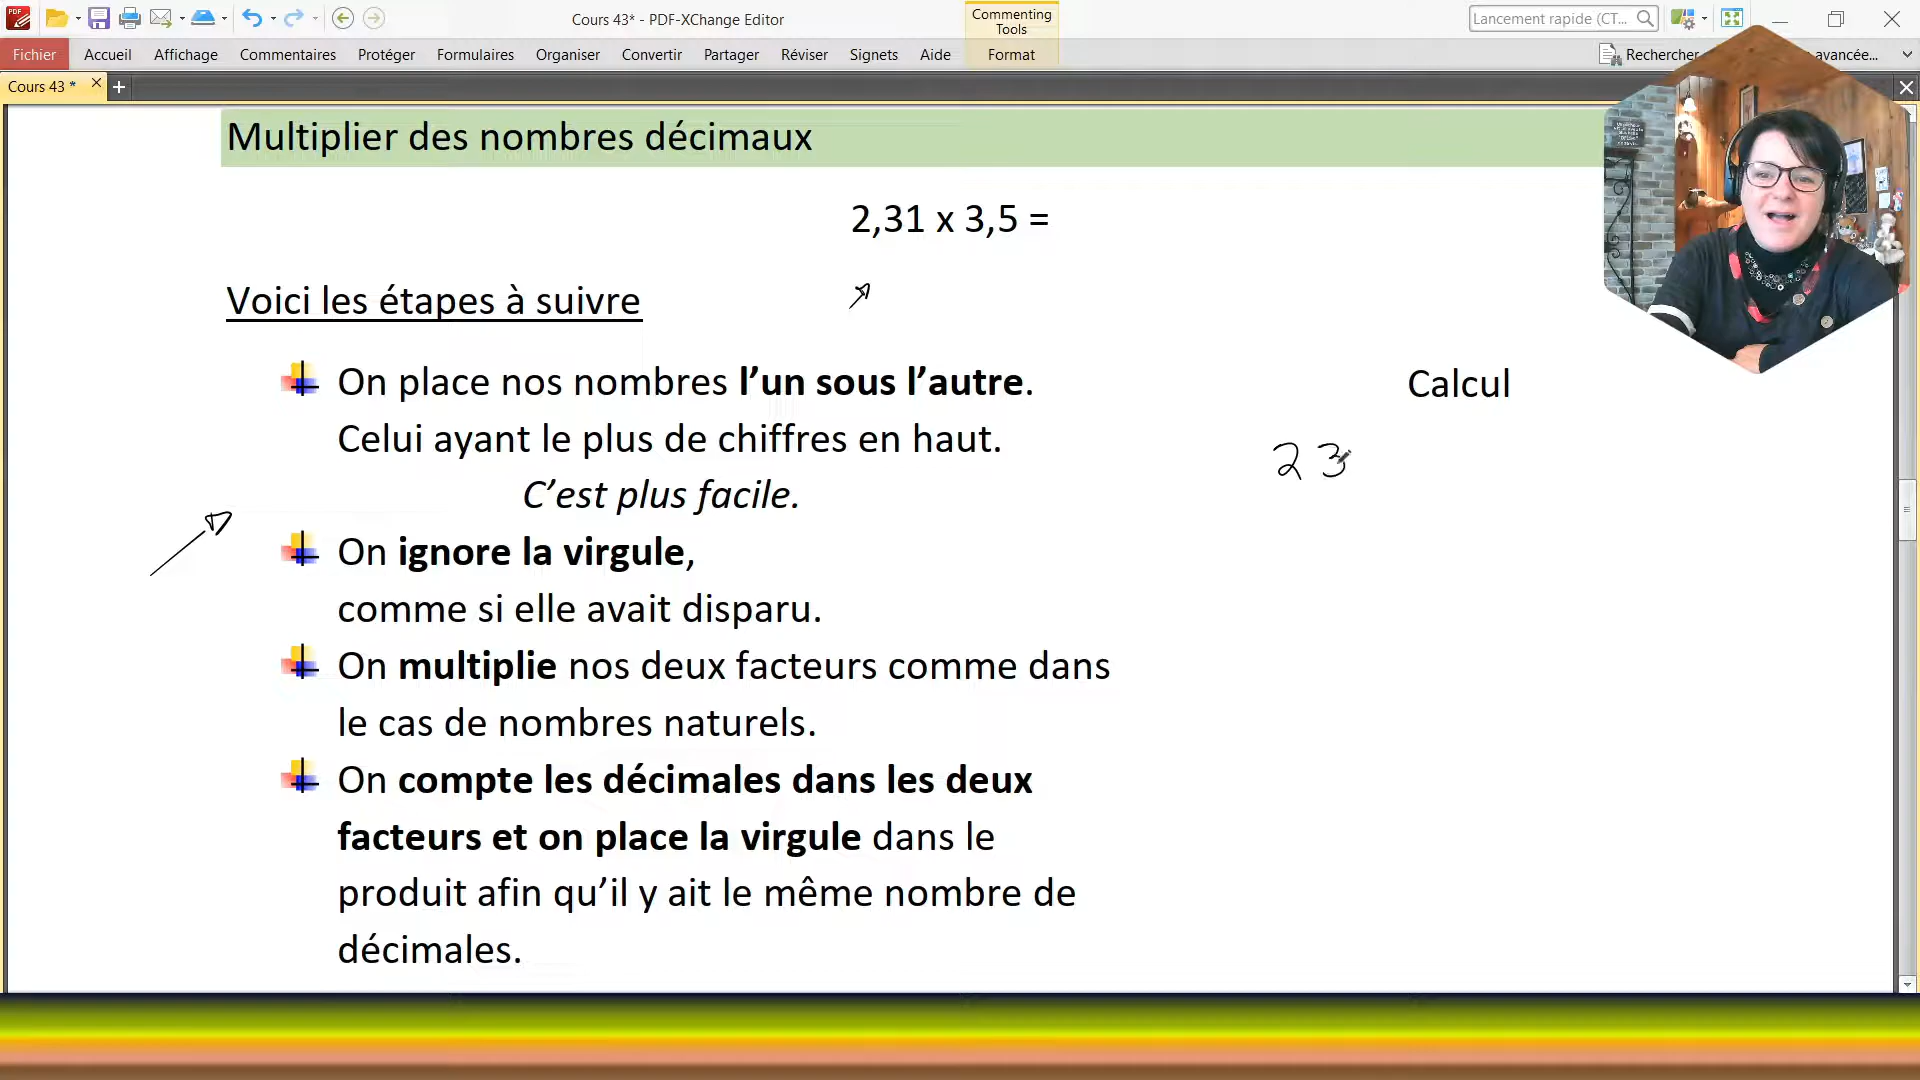 Cours 43* - PDF-XChange Editor
Commenting
Tools
Lancement rapide (CT...
Fichier Accueil Affichage Commentaires Protéger Formulaires Organiser Convertir Partager Réviser Signets Aide Format
Rechercher
avancée...
Cours 43 *
Multiplier des nombres décimaux
2,31 x 3,5 =
Voici les étapes à suivre
On place nos nombres l’un sous l’autre.
Calcul
Celui ayant le plus de chiffres en haut.
2 3
C’est plus facile.
On ignore la virgule,
comme si elle avait disparu.
On multiplie nos deux facteurs comme dans
le cas de nombres naturels.
On compte les décimales dans les deux
facteurs et on place la virgule dans le
produit afin qu’il y ait le même nombre de
décimales.